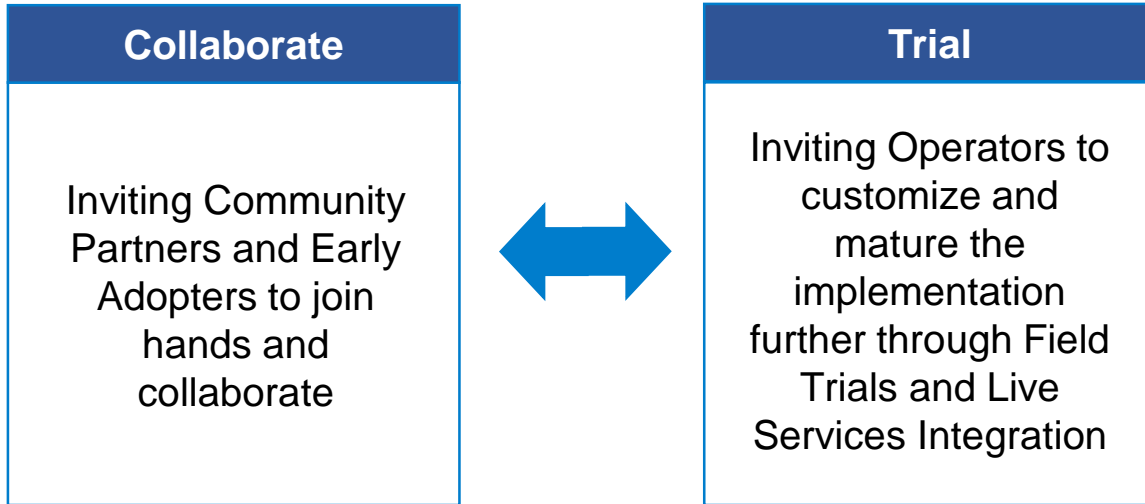 Collaborate
Inviting Community
Partners and Early
Adopters to join
hands and
collaborate
Trial
Inviting Operators to
customize and
mature the
implementation
further through Field
Trials and Live
Services Integration